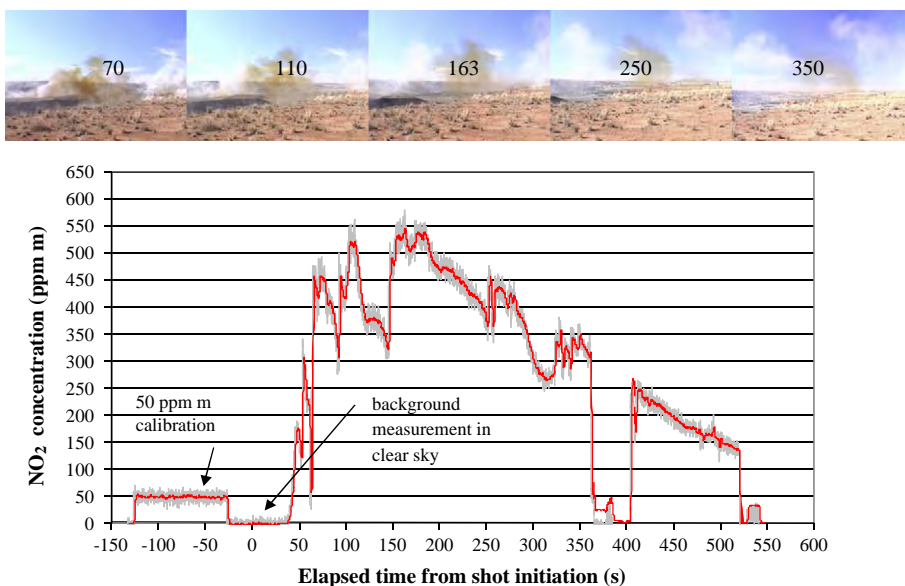 70 110 163 250 350
650
600
550
500
450
400
350
300
250
200
150
100
50
0
NO₂ concentration (ppm m)
50 ppm m
calibration
background
measurement in
clear sky
-150 -100 -50 0 50 100 150 200 250 300 350 400 450 500 550 600
Elapsed time from shot initiation (s)